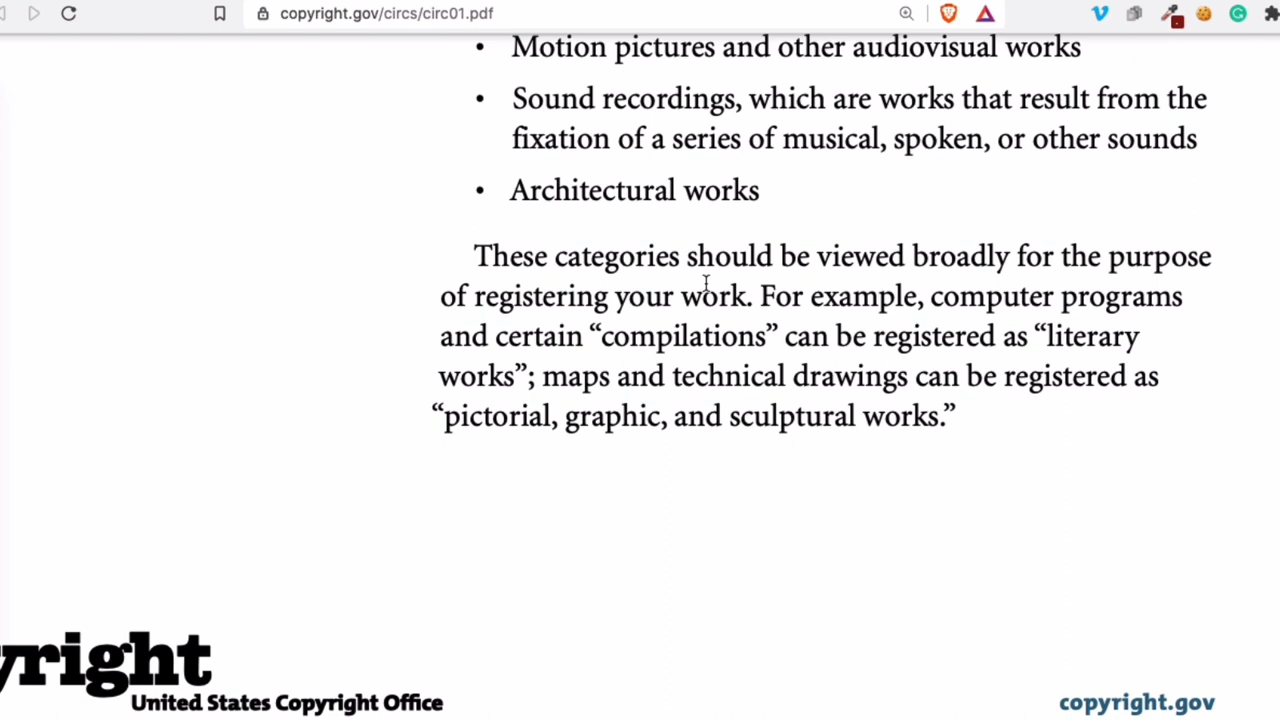 copyright.gov/circs/circ01.pdf
• Motion pictures and other audiovisual works
• Sound recordings, which are works that result from the
fixation of a series of musical, spoken, or other sounds
• Architectural works
These categories should be viewed broadly for the purpose
of registering your work. For example, computer programs
and certain “compilations” can be registered as “literary
works”; maps and technical drawings can be registered as
“pictorial, graphic, and sculptural works.”
yright
United States Copyright Office
copyright.gov